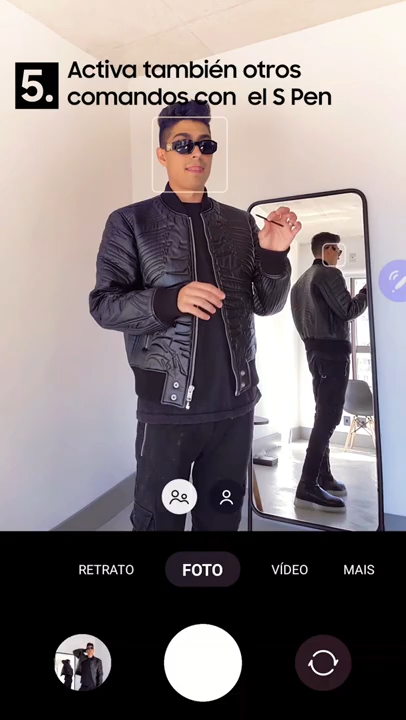 5. Activa también otros
comandos con el S Pen
RETRATO FOTO VÍDEO MAIS